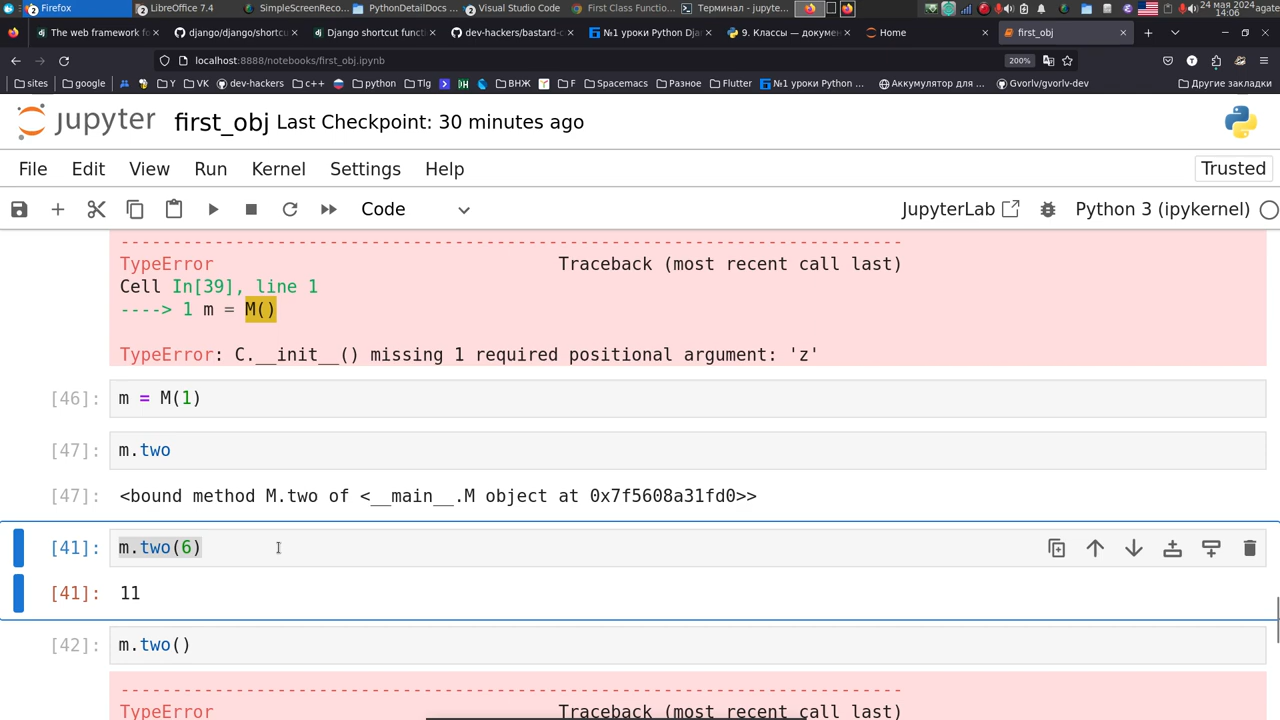 Firefox
LibreOffice 7.4
SimpleScreenReco...
PythonDetailDocs ...
Visual Studio Code
First Class Functio...
Терминал - jupyte...
24 мая 2024
14:06
agate
The web framework fo
django/django/shortcu
Django shortcut functi
dev-hackers/bastard-c
№1 уроки Python Dja
9. Классы — докумен
Home
first_obj
localhost:8888/notebooks/first_obj.ipynb
200%
sites
google
Y
VK
dev-hackers
c++
python
Tlg
ВНЖ
F
Spacemacs
Разное
Flutter
№1 уроки Python ...
Аккумулятор для ...
Gvorlv/gvorlv-dev
Другие закладки
jupyter first_obj Last Checkpoint: 30 minutes ago
File Edit View Run Kernel Settings Help
Trusted
Code
JupyterLab
Python 3 (ipykernel)
---------------------------------------------------------------------------
TypeError Traceback (most recent call last)
Cell In[39], line 1
----> 1 m = M()
TypeError: C.__init__() missing 1 required positional argument: 'z'
[46]: m = M(1)
[47]: m.two
[47]: <bound method M.two of <__main__.M object at 0x7f5608a31fd0>>
[41]: m.two(6)
[41]: 11
[42]: m.two()
---------------------------------------------------------------------------
TypeError Traceback (most recent call last)